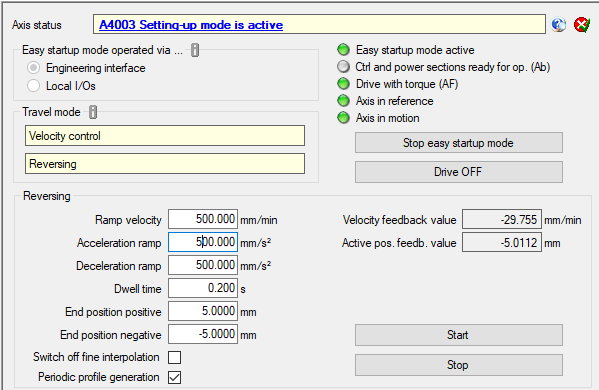 Axis status A4003 Setting-up mode is active
Easy startup mode operated via ...
Engineering interface
Local I/Os
Easy startup mode active
Ctrl and power sections ready for op. (Ab)
Drive with torque (AF)
Axis in reference
Axis in motion
Travel mode
Velocity control
Reversing
Stop easy startup mode
Drive OFF
Reversing
Ramp velocity 500.000 mm/min
Acceleration ramp 500.000 mm/s²
Deceleration ramp 500.000 mm/s²
Dwell time 0.200 s
End position positive 5.0000 mm
End position negative -5.0000 mm
Switch off fine interpolation
Periodic profile generation
Velocity feedback value -29.755 mm/min
Active pos. feedb. value -5.0112 mm
Start
Stop